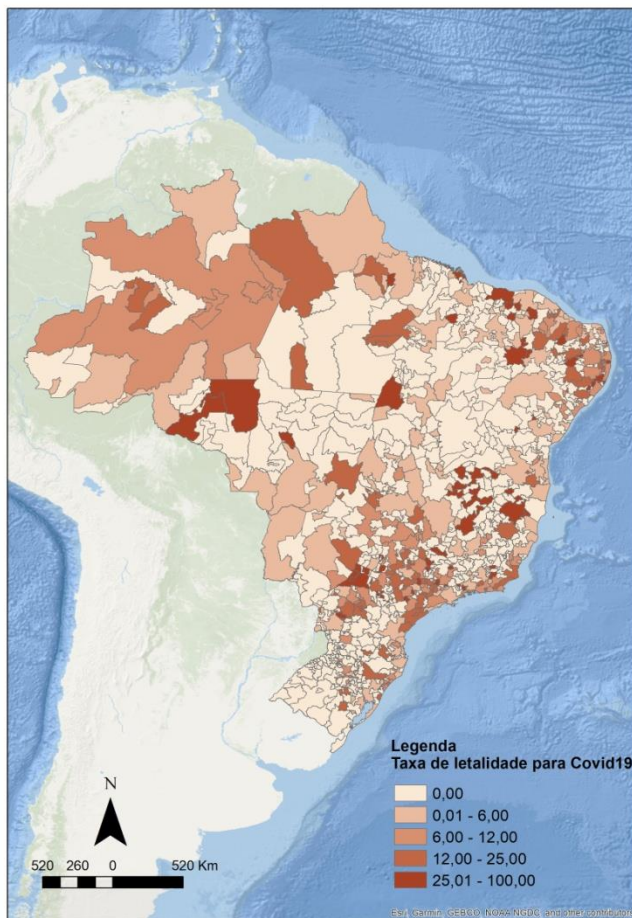 Legenda
Taxa de letalidade para Covid19
0,00
0,01 - 6,00
6,00 - 12,00
12,00 - 25,00
25,01 - 100,00
N
520 260 0 520 Km
Esri, Garmin, GEBCO, NOAA NGDC, and other contributors